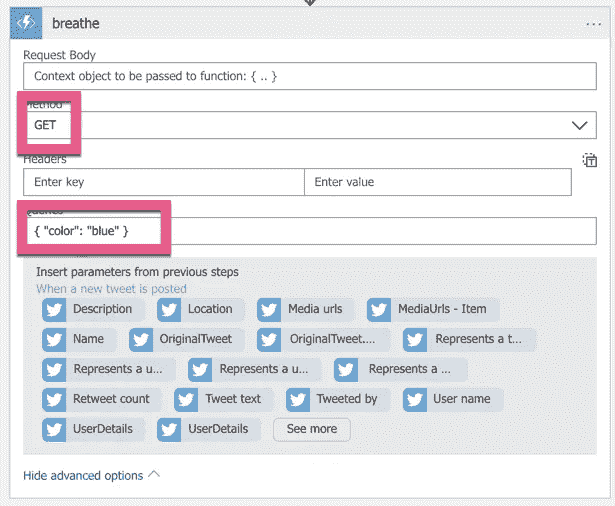 breathe
...
Request Body
Context object to be passed to function: { .. }
Method
GET
Headers
Enter key Enter value
Queries
{ "color": "blue" }
Insert parameters from previous steps
When a new tweet is posted
Description Location Media urls MediaUrls - Item
Name OriginalTweet OriginalTweet.... Represents a t...
Represents a u... Represents a u... Represents a ...
Retweet count Tweet text Tweeted by User name
UserDetails UserDetails See more
Hide advanced options